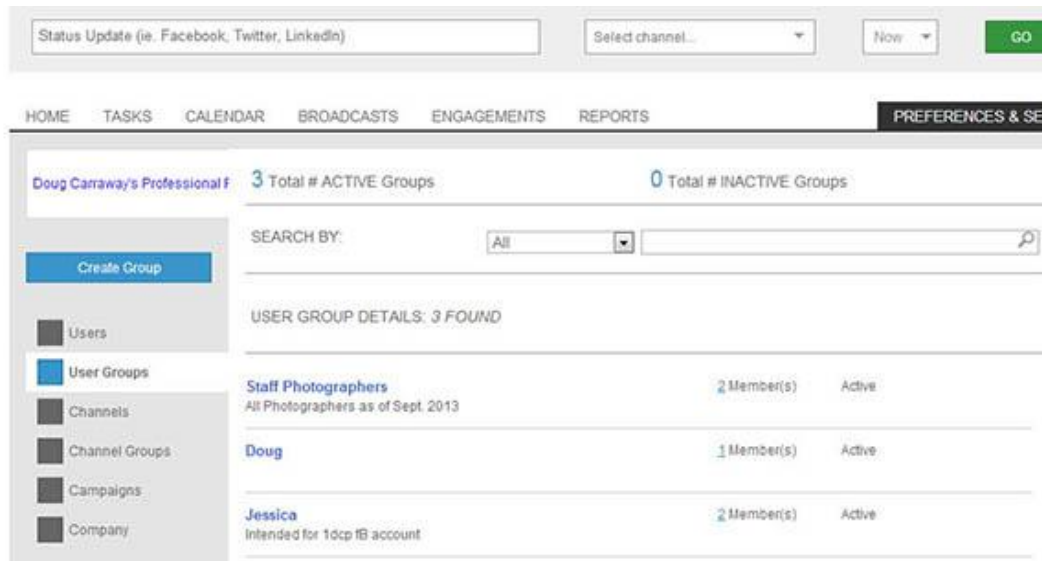 Status Update (ie. Facebook, Twitter, LinkedIn)
Select channel...
Now
GO
HOME TASKS CALENDAR BROADCASTS ENGAGEMENTS REPORTS PREFERENCES & SE
Doug Carraway's Professional F
3 Total # ACTIVE Groups
0 Total # INACTIVE Groups
SEARCH BY:
All
Create Group
USER GROUP DETAILS: 3 FOUND
Users
User Groups
Channels
Channel Groups
Campaigns
Company
Staff Photographers 2 Member(s) Active
All Photographers as of Sept. 2013
Doug 1 Member(s) Active
Jessica 2 Member(s) Active
Intended for 1dcp fB account